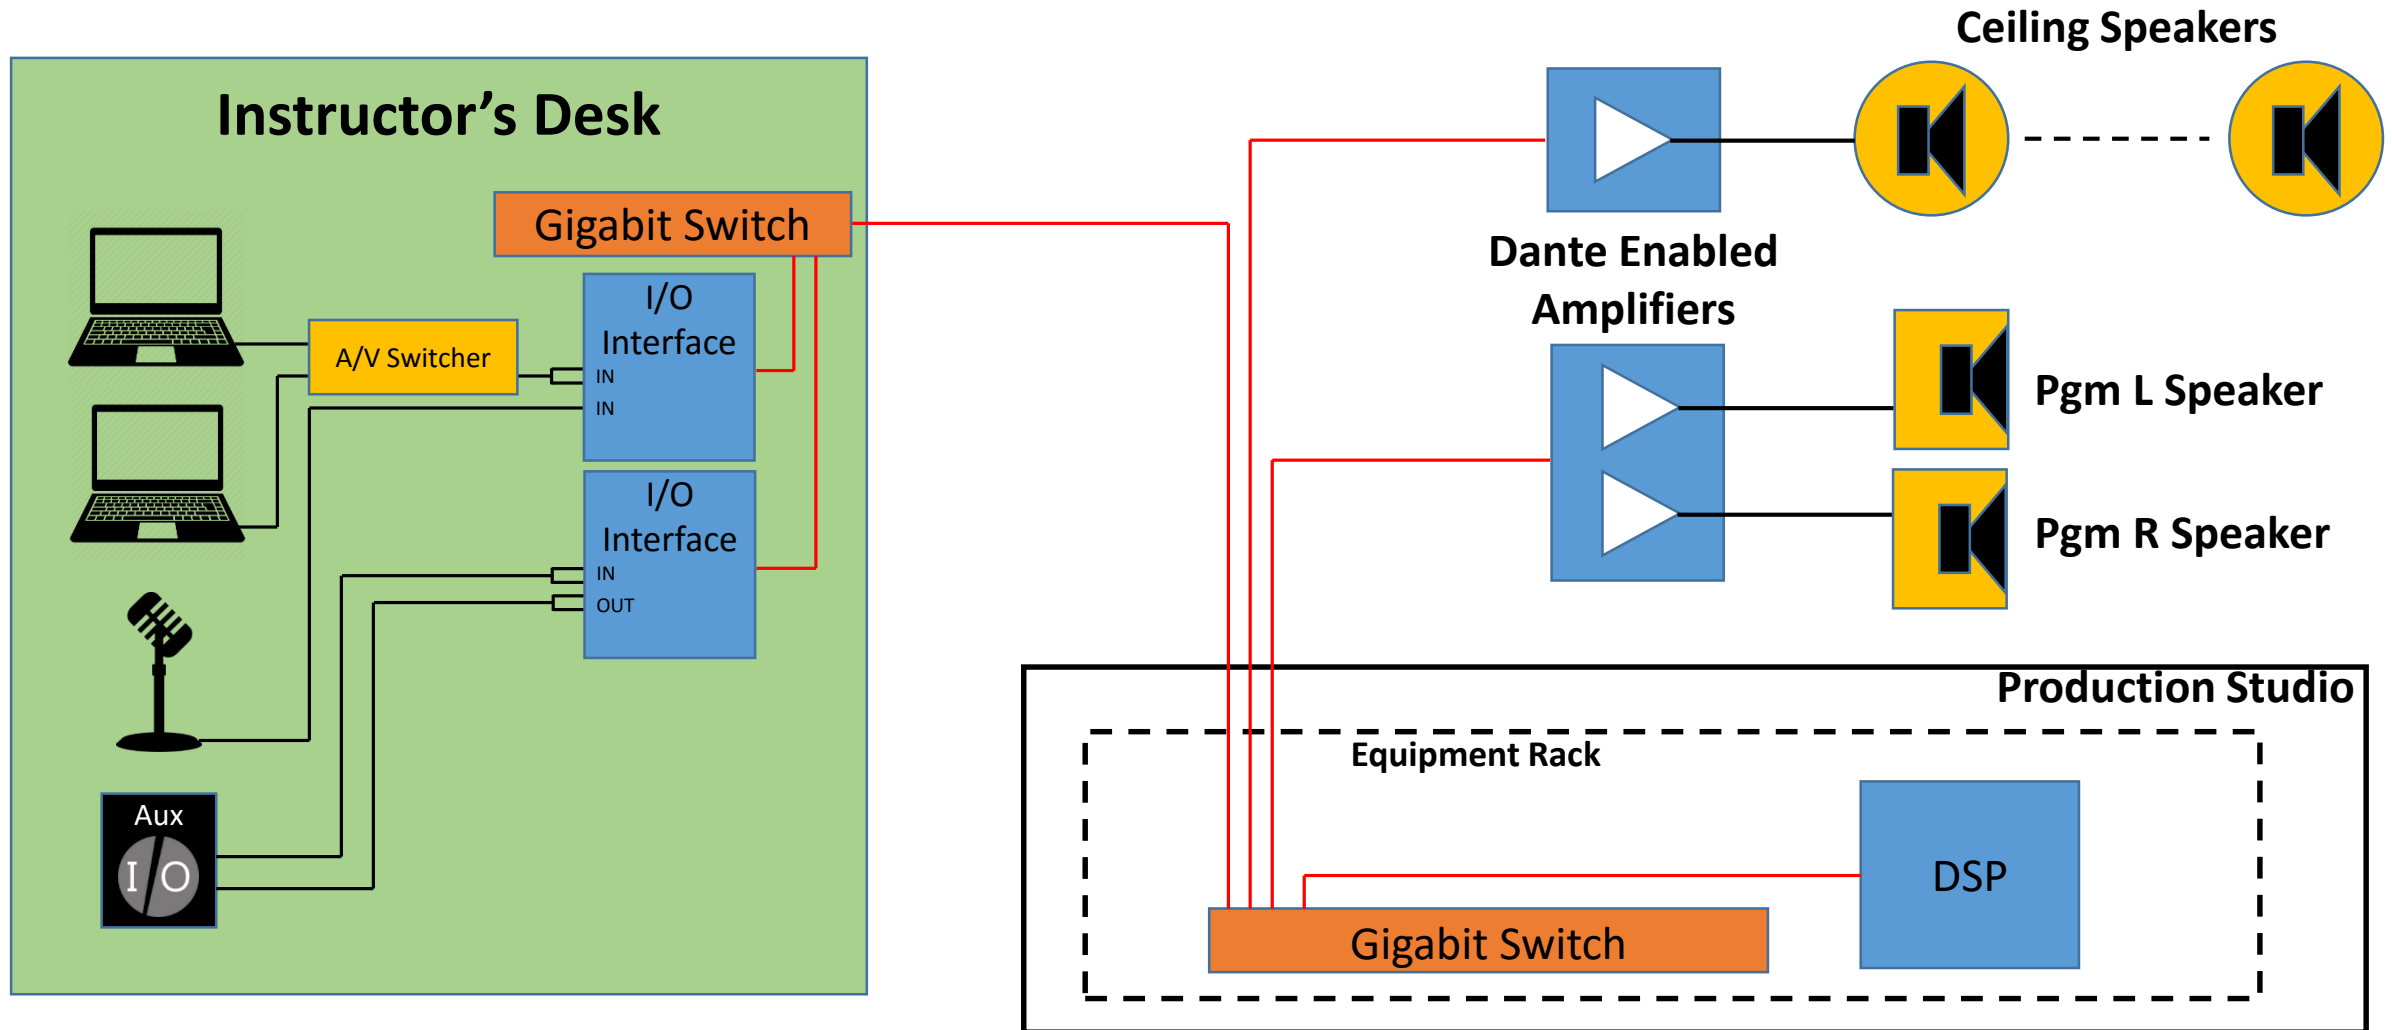 Ceiling Speakers
Instructor's Desk
Gigabit Switch
I/O
Interface
IN
IN
A/V Switcher
I/O
Interface
IN
OUT
Aux
I/O
Dante Enabled
Amplifiers
Pgm L Speaker
Pgm R Speaker
Production Studio
Equipment Rack
DSP
Gigabit Switch